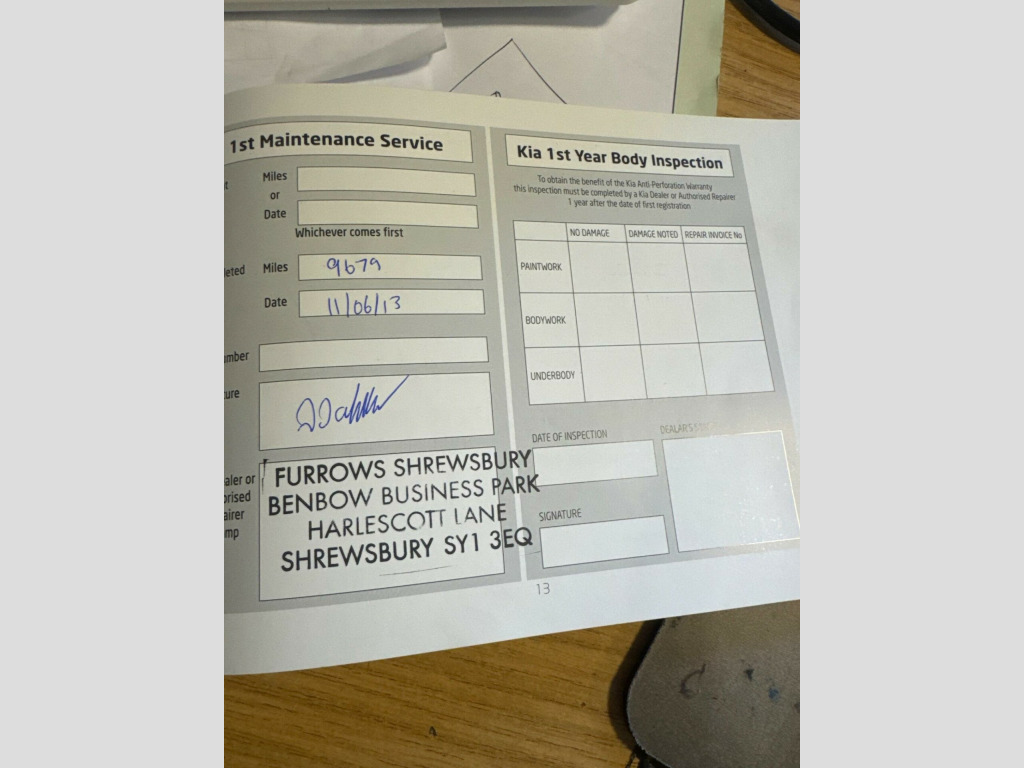 1st Maintenance Service
Miles
or
Date
Whichever comes first
Miles 9679
Date 11/06/13
FURROWS SHREWSBURY
BENBOW BUSINESS PARK
HARLESCOTT LANE
SHREWSBURY SY1 3EQ
Kia 1st Year Body Inspection
To obtain the benefit of the Kia Anti-Perforation Warranty
this inspection must be completed by a Kia Dealer or Authorised Repairer
1 year after the date of first registration
NO DAMAGE DAMAGE NOTED REPAIR INVOICE No
PAINTWORK
BODYWORK
UNDERBODY
DATE OF INSPECTION
SIGNATURE
13